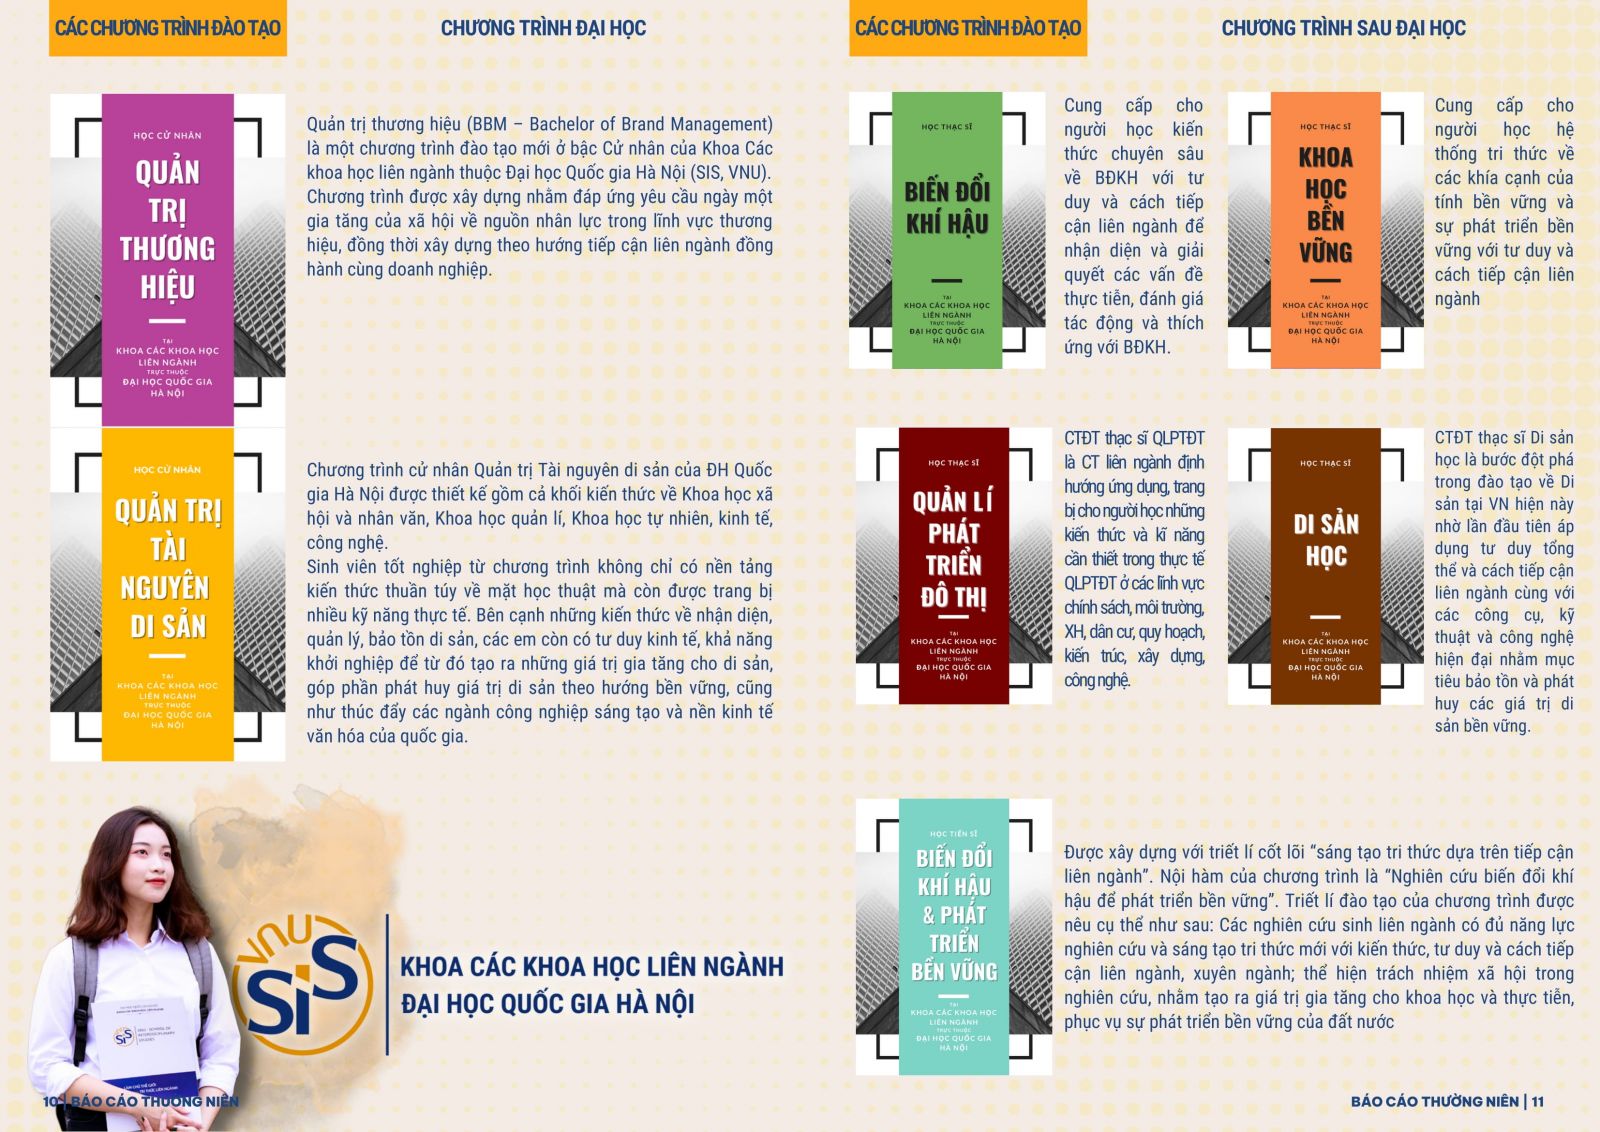 CÁC CHƯƠNG TRÌNH ĐÀO TẠO
CHƯƠNG TRÌNH ĐẠI HỌC
HỌC CỬ NHÂN
QUẢN
TRỊ
THƯƠNG
HIỆU
TẠI
KHOA CÁC KHOA HỌC
LIÊN NGÀNH
TRỰC THUỘC
ĐẠI HỌC QUỐC GIA
HÀ NỘI
Quản trị thương hiệu (BBM – Bachelor of Brand Management)
là một chương trình đào tạo mới ở bậc Cử nhân của Khoa Các
khoa học liên ngành thuộc Đại học Quốc gia Hà Nội (SIS, VNU).
Chương trình được xây dựng nhằm đáp ứng yêu cầu ngày một
gia tăng của xã hội về nguồn nhân lực trong lĩnh vực thương
hiệu, đồng thời xây dựng theo hướng tiếp cận liên ngành đồng
hành cùng doanh nghiệp.
HỌC CỬ NHÂN
QUẢN TRỊ
TÀI
NGUYÊN
DI SẢN
TẠI
KHOA CÁC KHOA HỌC
LIÊN NGÀNH
TRỰC THUỘC
ĐẠI HỌC QUỐC GIA
HÀ NỘI
Chương trình cử nhân Quản trị Tài nguyên di sản của ĐH Quốc
gia Hà Nội được thiết kế gồm cả khối kiến thức về Khoa học xã
hội và nhân văn, Khoa học quản lí, Khoa học tự nhiên, kinh tế,
công nghệ.
Sinh viên tốt nghiệp từ chương trình không chỉ có nền tảng
kiến thức thuần túy về mặt học thuật mà còn được trang bị
nhiều kỹ năng thực tế. Bên cạnh những kiến thức về nhận diện,
quản lý, bảo tồn di sản, các em còn có tư duy kinh tế, khả năng
khởi nghiệp để từ đó tạo ra những giá trị gia tăng cho di sản,
góp phần phát huy giá trị di sản theo hướng bền vững, cũng
như thúc đẩy các ngành công nghiệp sáng tạo và nền kinh tế
văn hóa của quốc gia.
VNU
SIS
KHOA CÁC KHOA HỌC LIÊN NGÀNH
ĐẠI HỌC QUỐC GIA HÀ NỘI
SIS
10 | BÁO CÁO THƯỜNG NIÊN
CÁC CHƯƠNG TRÌNH ĐÀO TẠO
CHƯƠNG TRÌNH SAU ĐẠI HỌC
HỌC THẠC SĨ
BIẾN ĐỔI
KHÍ HẬU
TẠI
KHOA CÁC KHOA HỌC
LIÊN NGÀNH
TRỰC THUỘC
ĐẠI HỌC QUỐC GIA
HÀ NỘI
Cung cấp cho
người học kiến
thức chuyên sâu
về BĐKH với tư
duy và cách tiếp
cận liên ngành để
nhận diện và giải
quyết các vấn đề
thực tiễn, đánh giá
tác động và thích
ứng với BĐKH.
HỌC THẠC SĨ
KHOA
HỌC
BỀN
VỮNG
TẠI
KHOA CÁC KHOA HỌC
LIÊN NGÀNH
TRỰC THUỘC
ĐẠI HỌC QUỐC GIA
HÀ NỘI
Cung cấp cho
người học hệ
thống tri thức về
các khía cạnh của
tính bền vững và
sự phát triển bền
vững với tư duy và
cách tiếp cận liên
ngành
HỌC THẠC SĨ
QUẢN LÍ
PHÁT
TRIỂN
ĐÔ THỊ
TẠI
KHOA CÁC KHOA HỌC
LIÊN NGÀNH
TRỰC THUỘC
ĐẠI HỌC QUỐC GIA
HÀ NỘI
CTĐT thạc sĩ QLPTĐT
là CT liên ngành định
hướng ứng dụng, trang
bị cho người học những
kiến thức và kĩ năng
cần thiết trong thực tế
QLPTĐT ở các lĩnh vực
chính sách, môi trường,
XH, dân cư, quy hoạch,
kiến trúc, xây dựng,
công nghệ.
HỌC THẠC SĨ
DI SẢN
HỌC
TẠI
KHOA CÁC KHOA HỌC
LIÊN NGÀNH
TRỰC THUỘC
ĐẠI HỌC QUỐC GIA
HÀ NỘI
CTĐT thạc sĩ Di sản
học là bước đột phá
trong đào tạo về Di
sản tại VN hiện này
nhờ lần đầu tiên áp
dụng tư duy tổng
thể và cách tiếp cận
liên ngành cùng với
các công cụ, kỹ
thuật và công nghệ
hiện đại nhằm mục
tiêu bảo tồn và phát
huy các giá trị di
sản bền vững.
HỌC TIẾN SĨ
BIẾN ĐỔI
KHÍ HẬU
& PHÁT
TRIỂN
BỀN VỮNG
TẠI
KHOA CÁC KHOA HỌC
LIÊN NGÀNH
TRỰC THUỘC
ĐẠI HỌC QUỐC GIA
HÀ NỘI
Được xây dựng với triết lí cốt lõi “sáng tạo tri thức dựa trên tiếp cận
liên ngành”. Nội hàm của chương trình là “Nghiên cứu biến đổi khí
hậu để phát triển bền vững”. Triết lí đào tạo của chương trình được
nêu cụ thể như sau: Các nghiên cứu sinh liên ngành có đủ năng lực
nghiên cứu và sáng tạo tri thức mới với kiến thức, tư duy và cách tiếp
cận liên ngành, xuyên ngành; thể hiện trách nhiệm xã hội trong
nghiên cứu, nhằm tạo ra giá trị gia tăng cho khoa học và thực tiễn,
phục vụ sự phát triển bền vững của đất nước
BÁO CÁO THƯỜNG NIÊN | 11